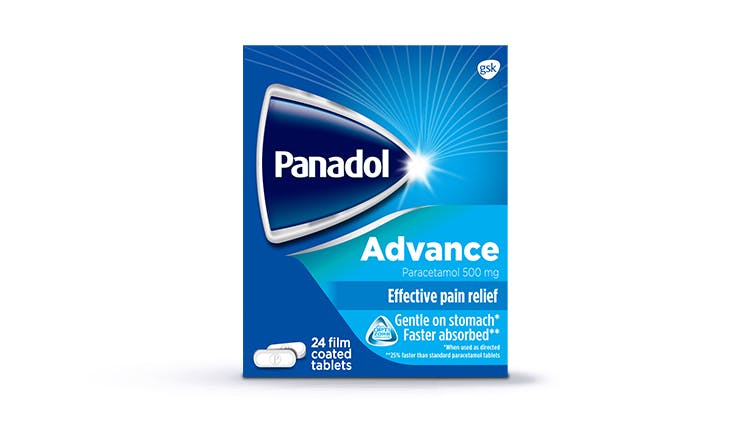 gsk
Panadol
Advance
Paracetamol 500 mg
Effective pain relief
Gentle on stomach*
Faster absorbed**
*When used as directed
**25% faster than standard paracetamol tablets
24 film
coated
tablets
P